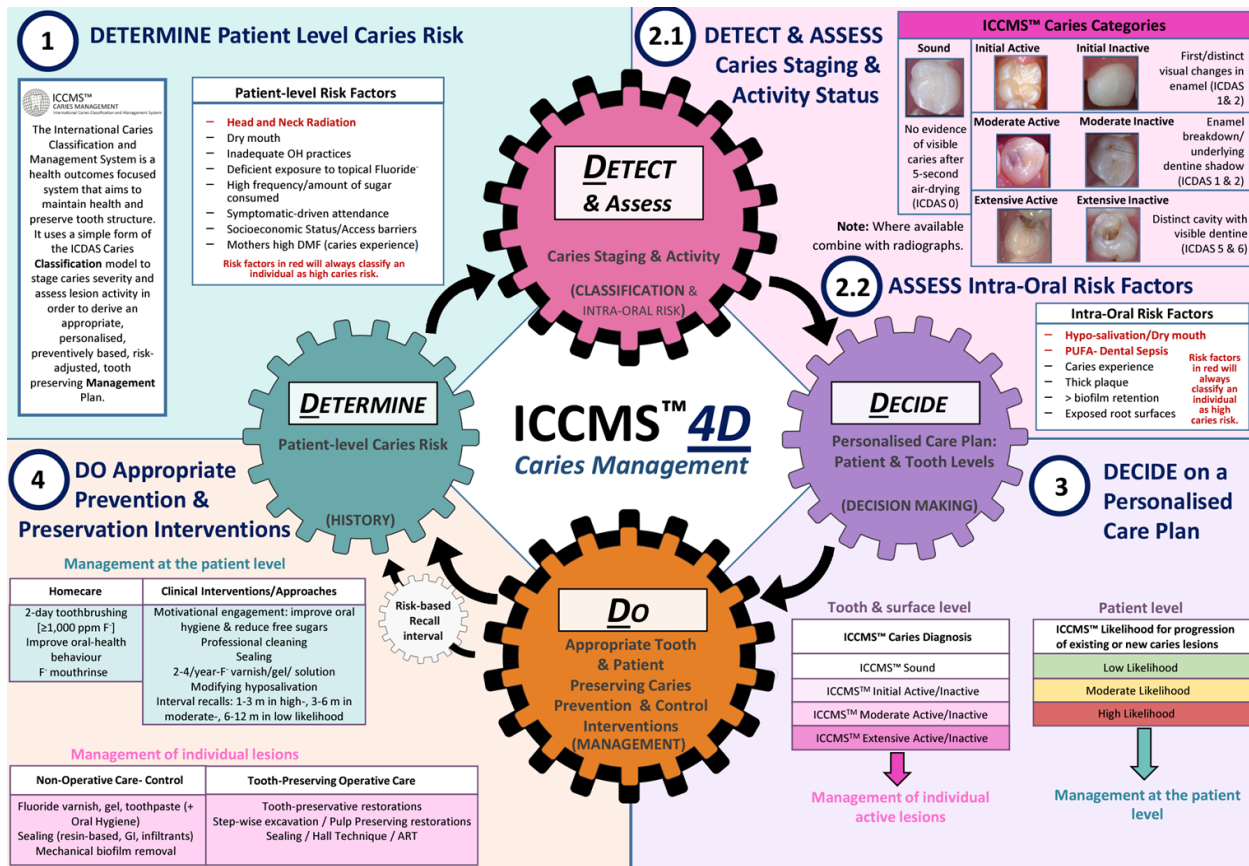 1
DETERMINE Patient Level Caries Risk
ICCMS™
CARIES MANAGEMENT
International Caries Classification and Management System
The International Caries
Classification and
Management System is a
health outcomes focused
system that aims to
maintain health and
preserve tooth structure.
It uses a simple form of
the ICDAS Caries
Classification model to
stage caries severity and
assess lesion activity in
order to derive an
appropriate,
personalised,
preventively based, risk-
adjusted, tooth
preserving Management
Plan.
Patient-level Risk Factors
– Head and Neck Radiation
– Dry mouth
– Inadequate OH practices
– Deficient exposure to topical Fluoride⁻
– High frequency/amount of sugar
consumed
– Symptomatic-driven attendance
– Socioeconomic Status/Access barriers
– Mothers high DMF (caries experience)
Risk factors in red will always classify an
individual as high caries risk.
2.1
DETECT & ASSESS
Caries Staging &
Activity Status
ICCMS™ Caries Categories
Sound
No evidence
of visible
caries after
5-second
air-drying
(ICDAS 0)
Initial Active
Initial Inactive
First/distinct
visual changes in
enamel (ICDAS
1& 2)
Moderate Active
Moderate Inactive
Enamel
breakdown/
underlying
dentine shadow
(ICDAS 1 & 2)
Extensive Active
Extensive Inactive
Distinct cavity with
visible dentine
(ICDAS 5 & 6)
Note: Where available
combine with radiographs.
2.2
ASSESS Intra-Oral Risk Factors
Intra-Oral Risk Factors
– Hypo-salivation/Dry mouth
– PUFA- Dental Sepsis
– Caries experience
– Thick plaque
– > biofilm retention
– Exposed root surfaces
Risk factors
in red will
always
classify an
individual
as high
caries risk.
DETECT
& Assess
Caries Staging & Activity
(CLASSIFICATION &
INTRA-ORAL RISK)
DETERMINE
Patient-level Caries Risk
(HISTORY)
ICCMS™ 4D
Caries Management
DECIDE
Personalised Care Plan:
Patient & Tooth Levels
(DECISION MAKING)
DO
Appropriate Tooth
& Patient
Preserving Caries
Prevention & Control
Interventions
(MANAGEMENT)
Risk-based
Recall
interval
3
DECIDE on a
Personalised
Care Plan
Tooth & surface level
ICCMS™ Caries Diagnosis
ICCMS™ Sound
ICCMS™ Initial Active/Inactive
ICCMS™ Moderate Active/Inactive
ICCMS™ Extensive Active/Inactive
Management of individual
active lesions
Patient level
ICCMS™ Likelihood for progression
of existing or new caries lesions
Low Likelihood
Moderate Likelihood
High Likelihood
Management at the patient
level
4
DO Appropriate
Prevention &
Preservation Interventions
Management at the patient level
Homecare
2-day toothbrushing
[≥1,000 ppm F⁻]
Improve oral-health
behaviour
F⁻ mouthrinse
Clinical Interventions/Approaches
Motivational engagement: improve oral
hygiene & reduce free sugars
Professional cleaning
Sealing
2-4/year-F⁻ varnish/gel/ solution
Modifying hyposalivation
Interval recalls: 1-3 m in high-, 3-6 m in
moderate-, 6-12 m in low likelihood
Management of individual lesions
Non-Operative Care- Control
Fluoride varnish, gel, toothpaste (+
Oral Hygiene)
Sealing (resin-based, GI, infiltrants)
Mechanical biofilm removal
Tooth-Preserving Operative Care
Tooth-preservative restorations
Step-wise excavation / Pulp Preserving restorations
Sealing / Hall Technique / ART